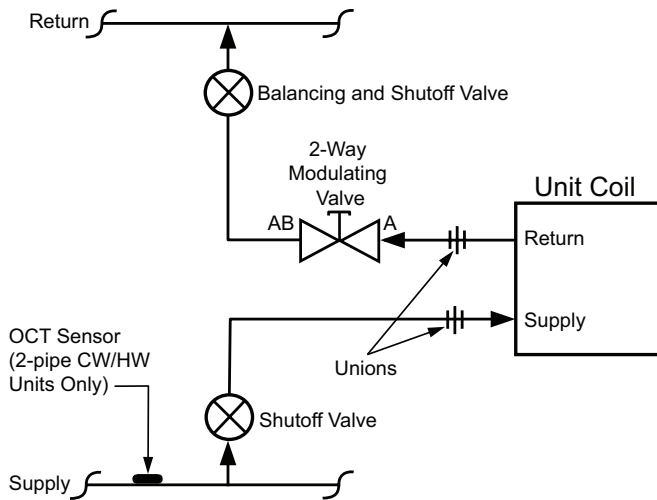 Return
Balancing and Shutoff Valve
2-Way
Modulating
Valve
Unit Coil
AB
A
Return
Supply
OCT Sensor
(2-pipe CW/HW
Units Only)
Unions
Shutoff Valve
Supply